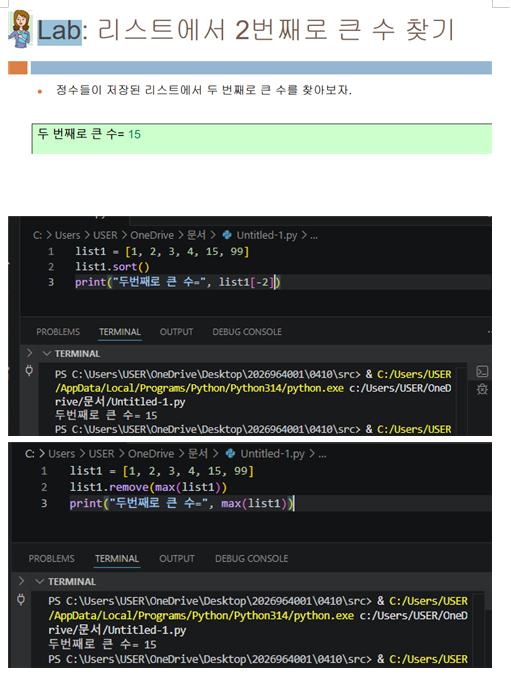 Lab: 리스트에서 2번째로 큰 수 찾기
• 정수들이 저장된 리스트에서 두 번째로 큰 수를 찾아보자.
두 번째로 큰 수= 15
C: > Users > USER > OneDrive > 문서 > Untitled-1.py > ...
1 list1 = [1, 2, 3, 4, 15, 99]
2 list1.sort()
3 print("두번째로 큰 수=", list1[-2])
PROBLEMS TERMINAL OUTPUT DEBUG CONSOLE
TERMINAL
PS C:\Users\USER\OneDrive\Desktop\2026964001\0410\src> & C:/Users/USER
/AppData/Local/Programs/Python/Python314/python.exe c:/Users/USER/OneD
rive/문서/Untitled-1.py
두번째로 큰 수= 15
PS C:\Users\USER\OneDrive\Desktop\2026964001\0410\src> & C:/Users/USER
C: > Users > USER > OneDrive > 문서 > Untitled-1.py > ...
1 list1 = [1, 2, 3, 4, 15, 99]
2 list1.remove(max(list1))
3 print("두번째로 큰 수=", max(list1))
PROBLEMS TERMINAL OUTPUT DEBUG CONSOLE
TERMINAL
PS C:\Users\USER\OneDrive\Desktop\2026964001\0410\src> & C:/Users/USER
/AppData/Local/Programs/Python/Python314/python.exe c:/Users/USER/OneD
rive/문서/Untitled-1.py
두번째로 큰 수= 15
PS C:\Users\USER\OneDrive\Desktop\2026964001\0410\src> & C:/Users/USER